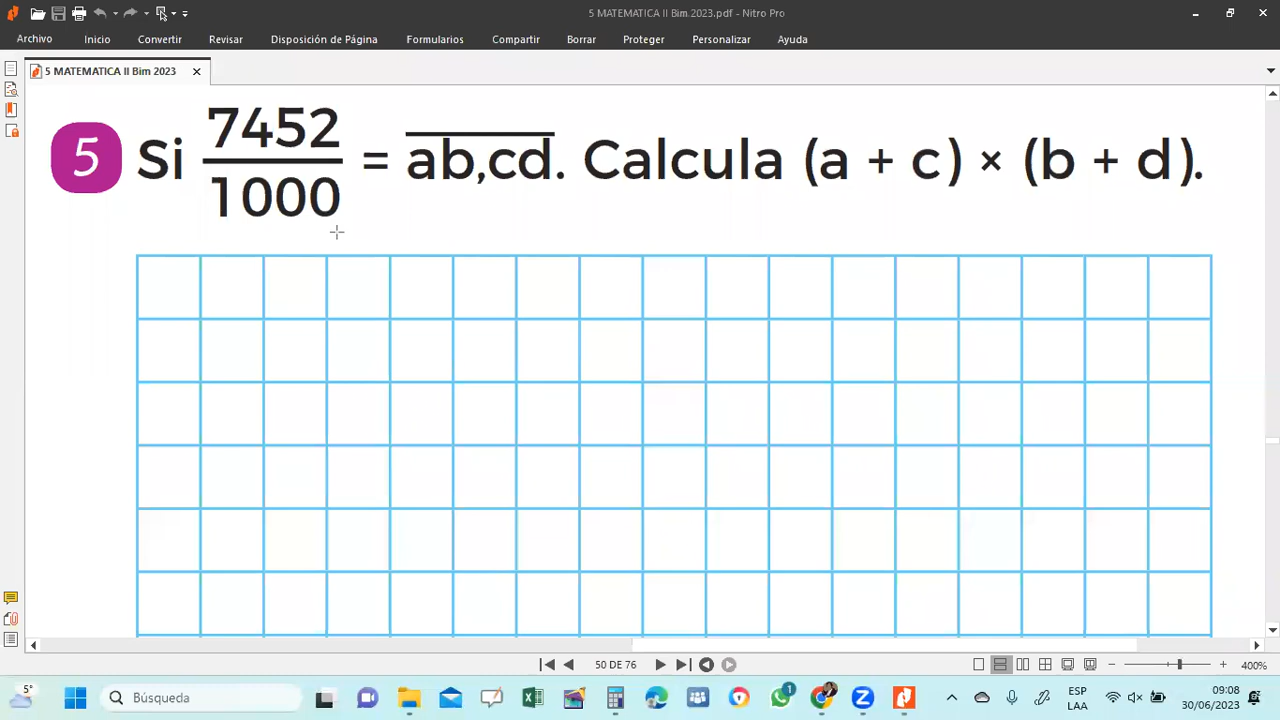 5 MATEMATICA II Bim 2023.pdf - Nitro Pro
Archivo Inicio Convertir Revisar Disposición de Página Formularios Compartir Borrar Proteger Personalizar Ayuda
5 MATEMATICA II Bim 2023
5 Si 7452/1000 = ab,cd. Calcula (a + c) × (b + d).
50 DE 76
400%
5°
Búsqueda
1
ESP
LAA
09:08
30/06/2023